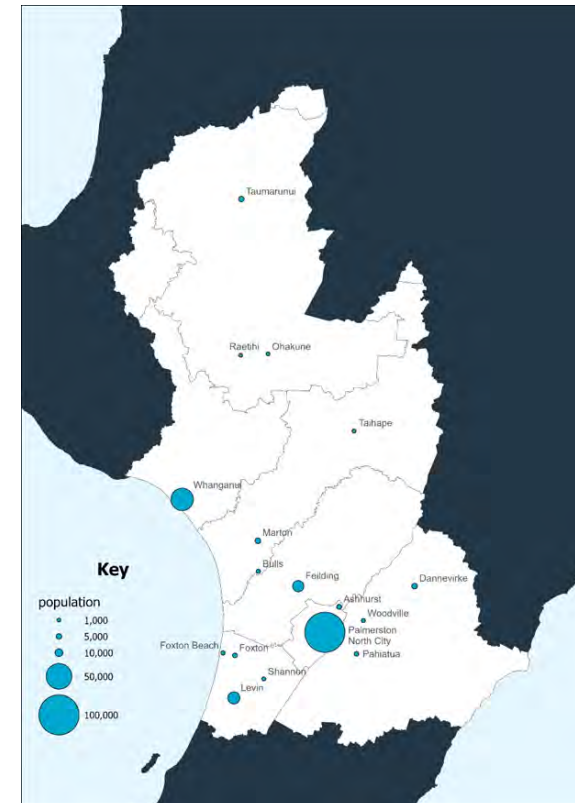 Taumarunui
Raetihi
Ohakune
Taihape
Whanganui
Marton
Bulls
Feilding
Dannevirke
Ashhurst
Woodville
Palmerston
North City
Pahiatua
Foxton Beach
Foxton
Shannon
Levin
Key
population
1,000
5,000
10,000
50,000
100,000